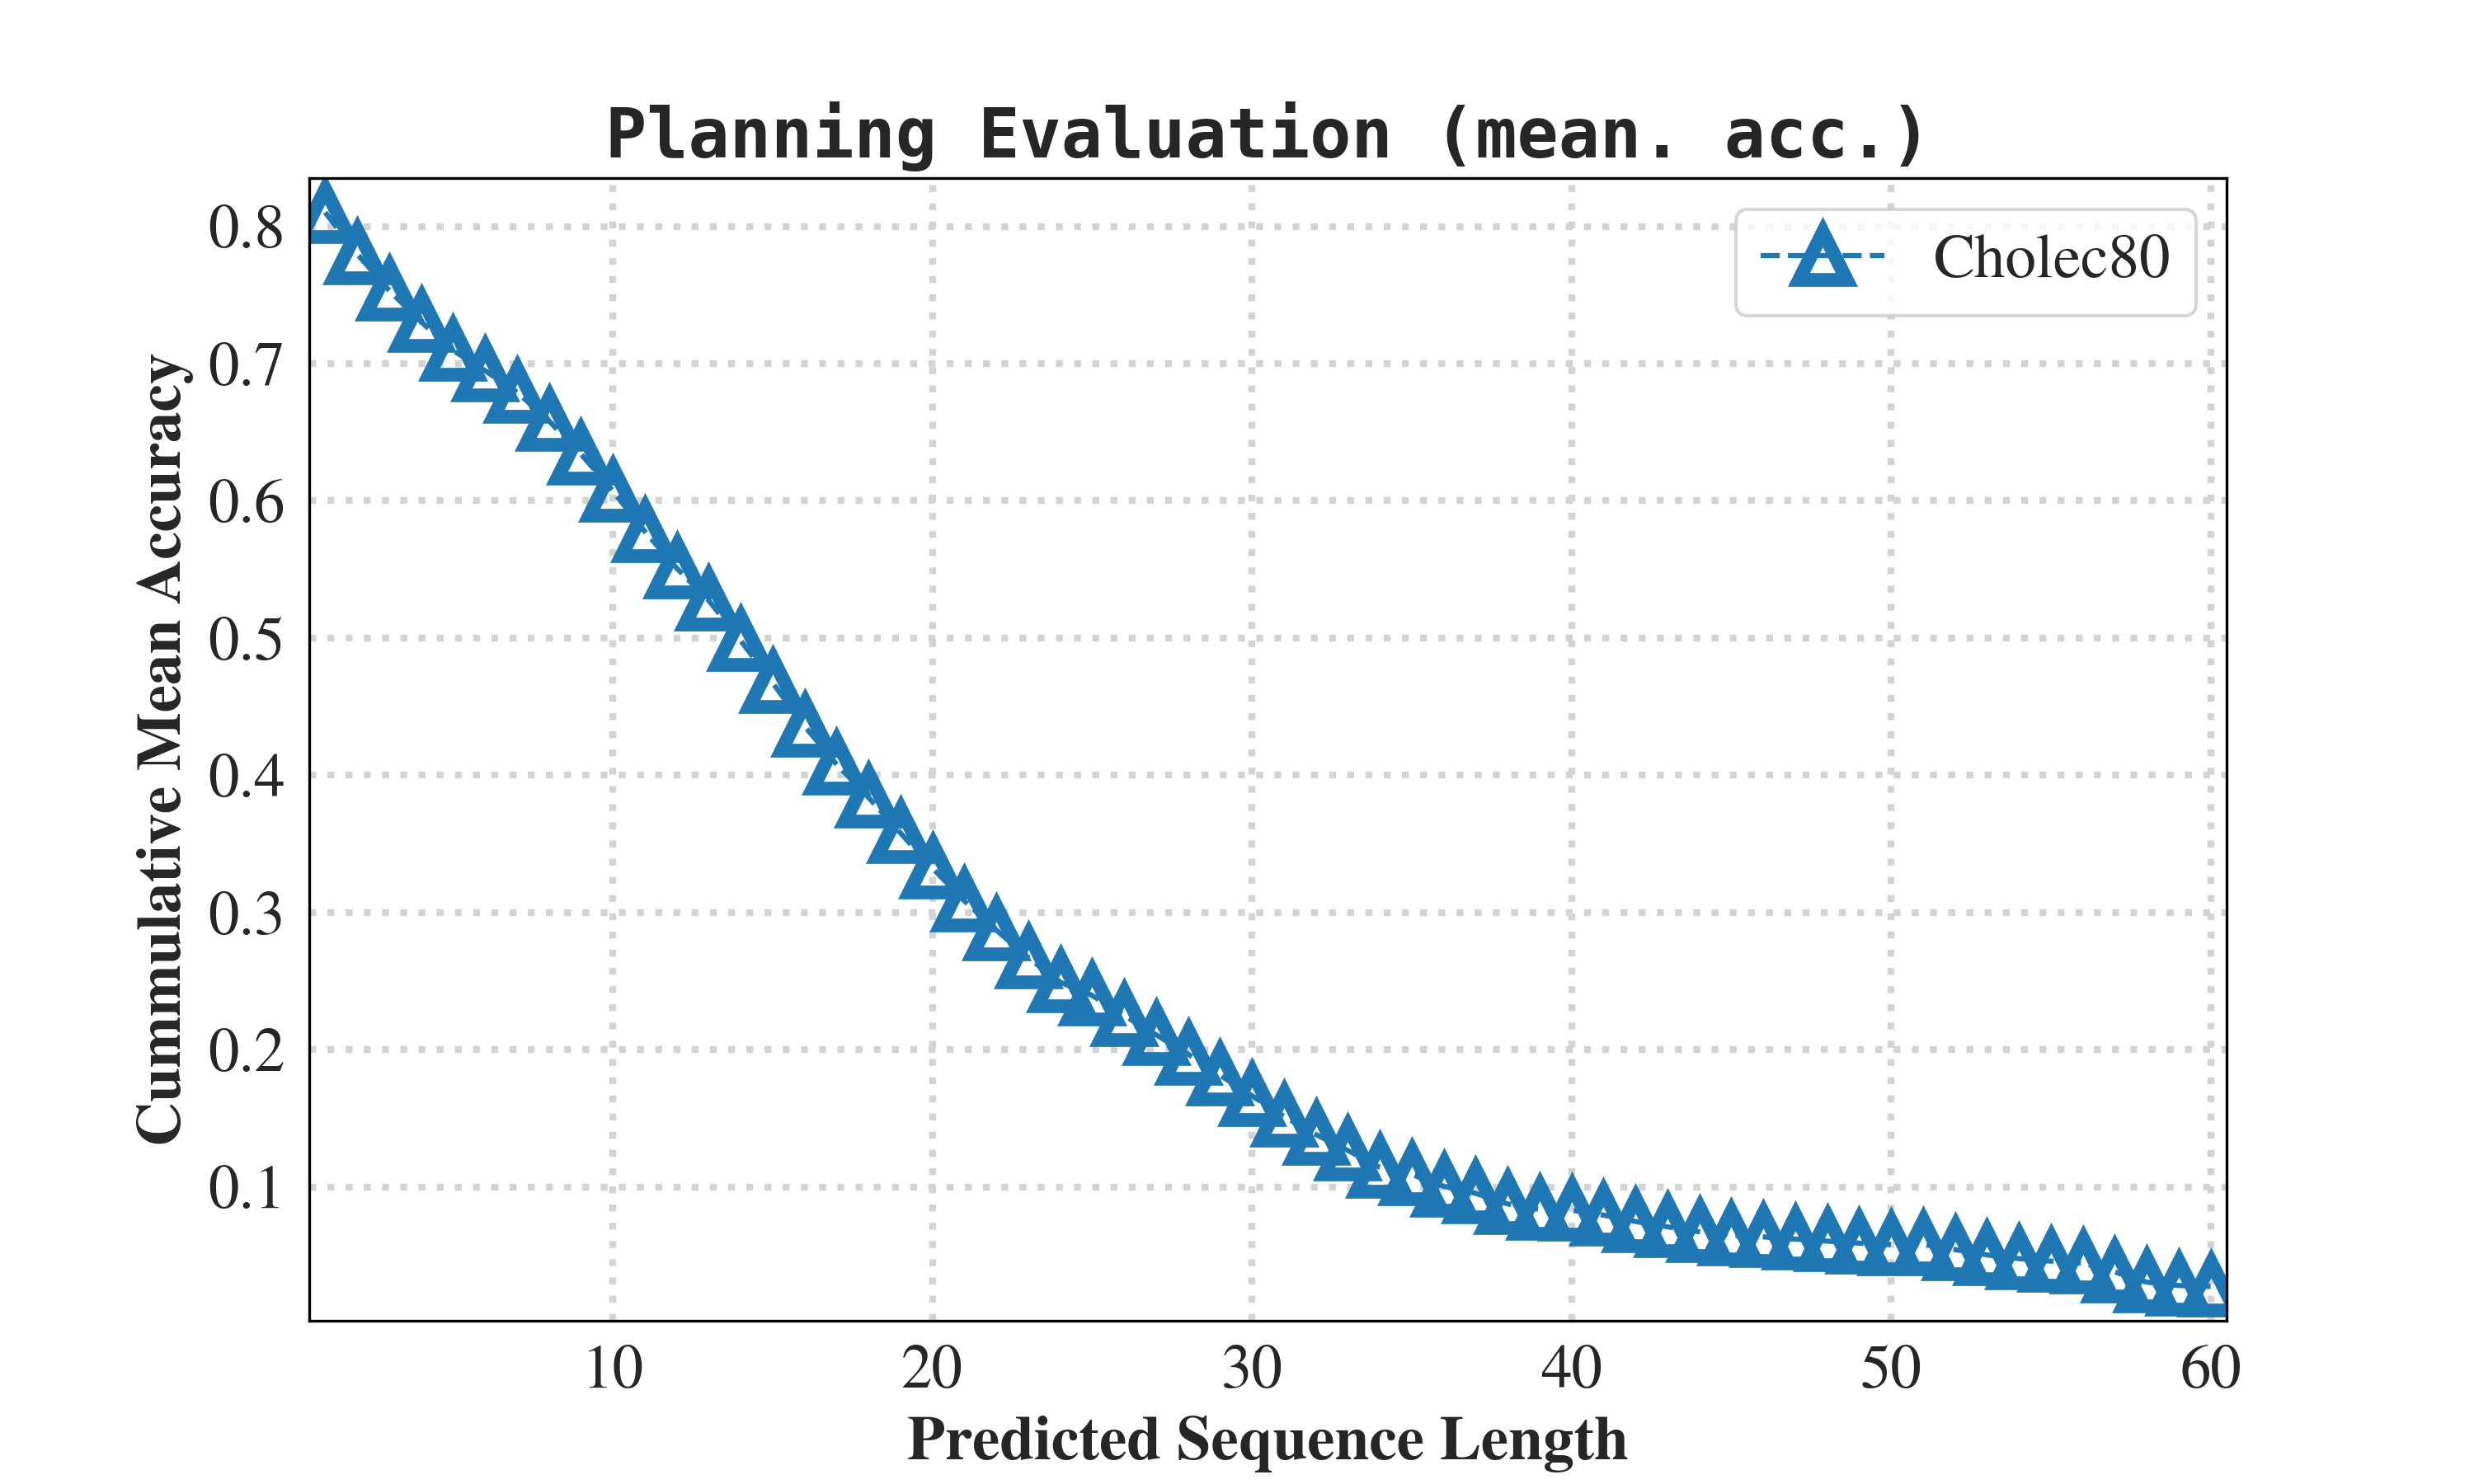 Planning Evaluation (mean. acc.)
Cummulative Mean Accuracy
0.8
0.7
0.6
0.5
0.4
0.3
0.2
0.1
Cholec80
10 20 30 40 50 60
Predicted Sequence Length